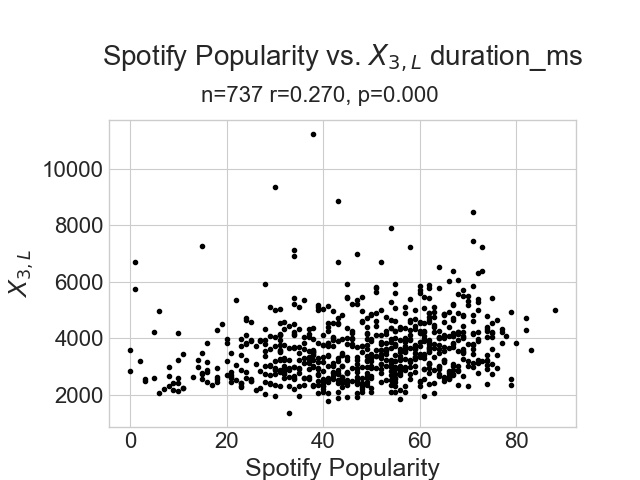 Spotify Popularity vs. X3,L duration_ms
n=737 r=0.270, p=0.000
X3,L
10000
8000
6000
4000
2000
0 20 40 60 80
Spotify Popularity